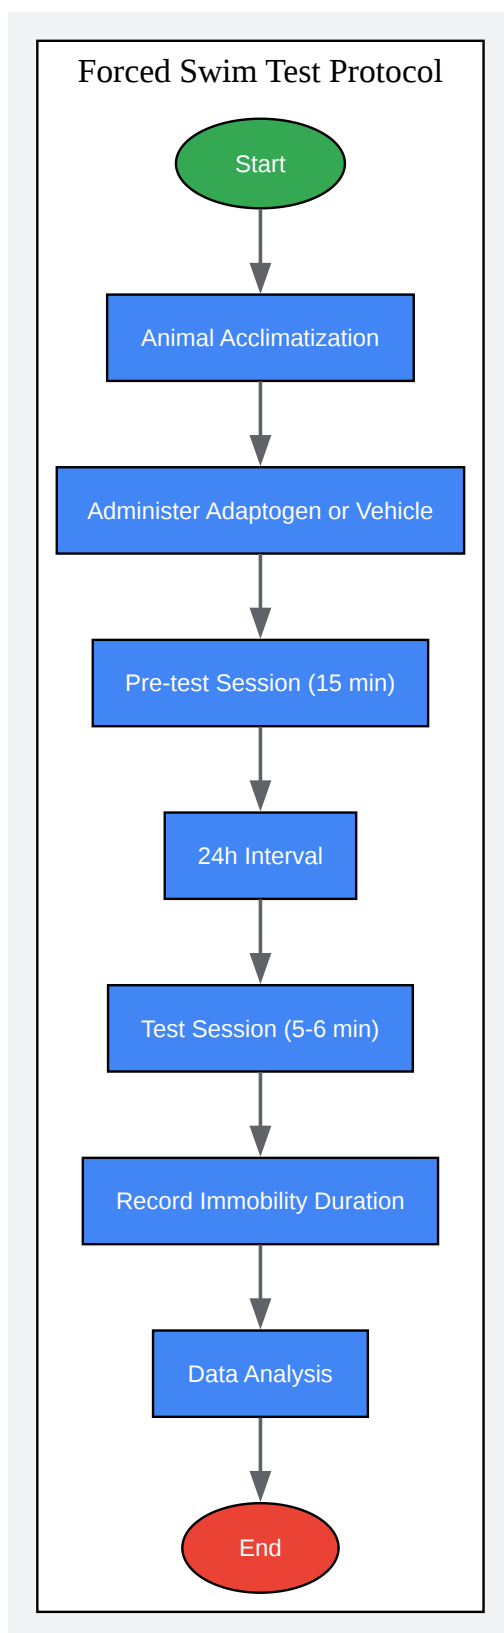 Forced Swim Test Protocol
Start
Animal Acclimatization
Administer Adaptogen or Vehicle
Pre-test Session (15 min)
24h Interval
Test Session (5-6 min)
Record Immobility Duration
Data Analysis
End